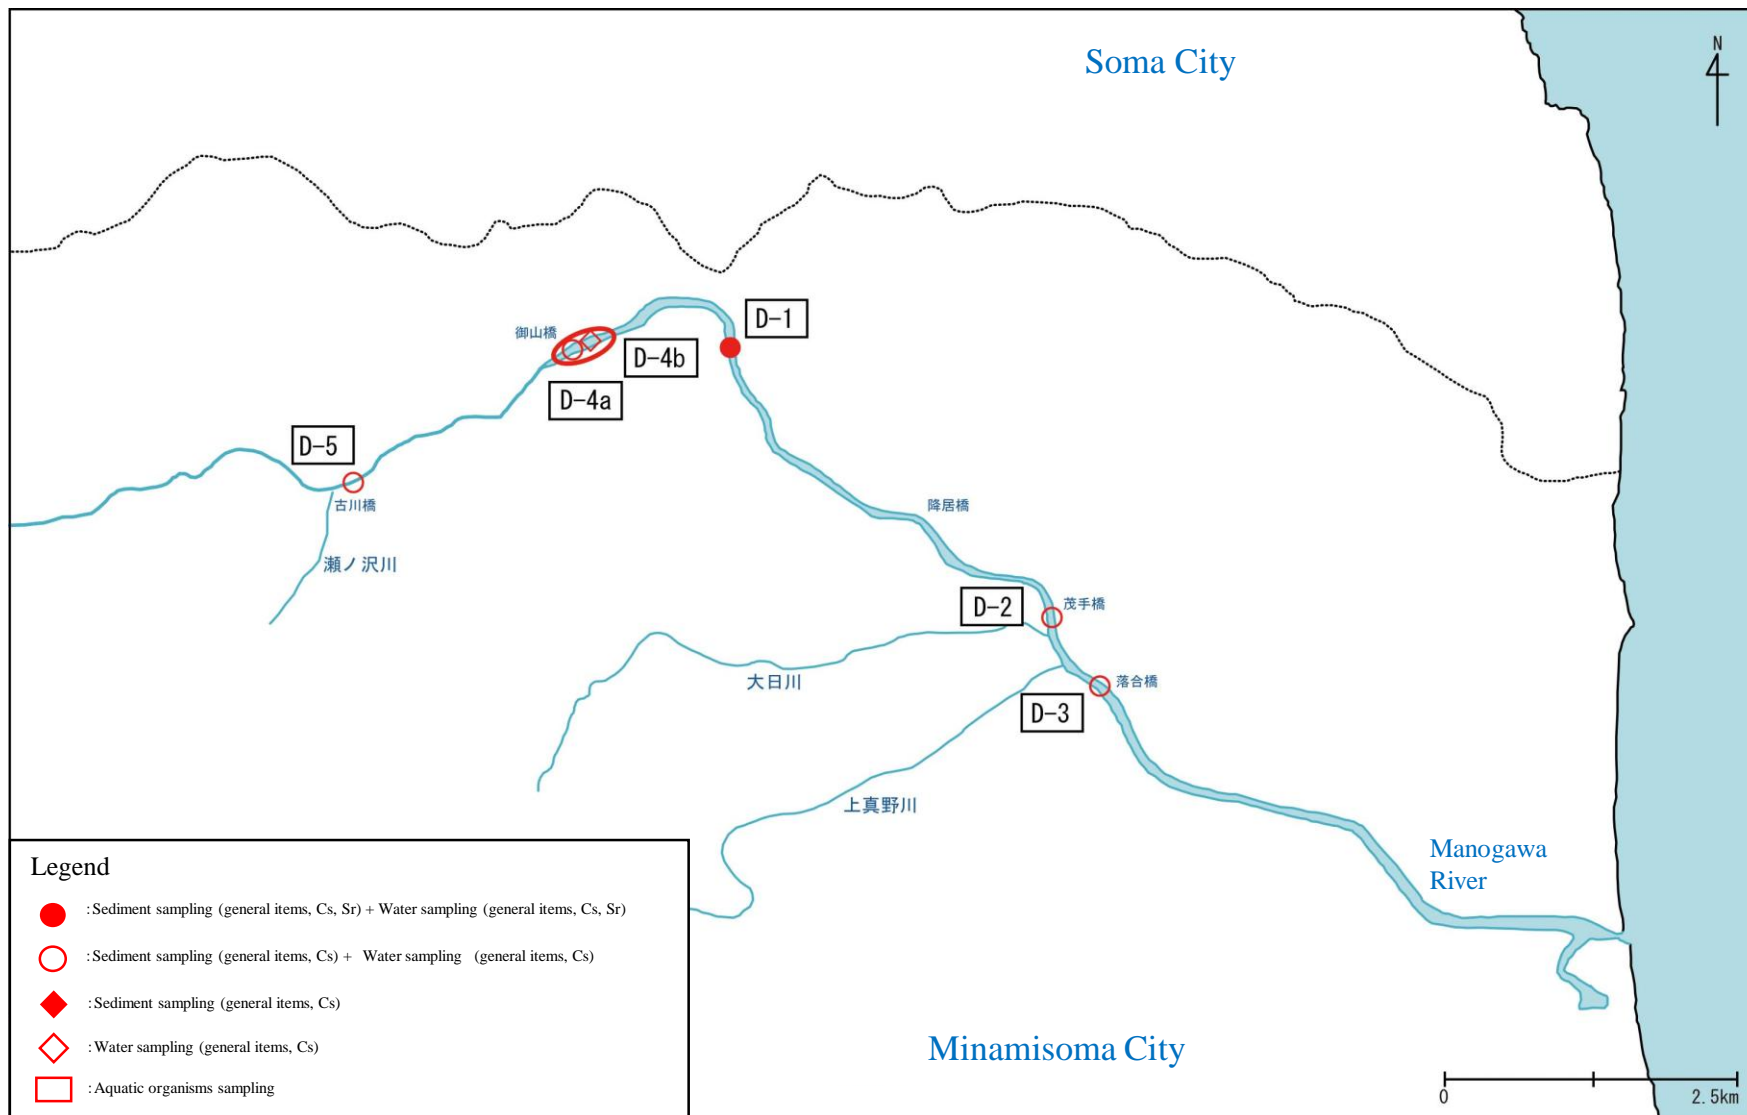 Soma City
N
D-1
御山橋
D-4b
D-4a
D-5
古川橋
降居橋
瀬ノ沢川
D-2
茂手橋
大日川
落合橋
D-3
上真野川
Manogawa
River
Legend
:Sediment sampling (general items, Cs, Sr) + Water sampling (general items, Cs, Sr)
:Sediment sampling (general items, Cs) + Water sampling (general items, Cs)
:Sediment sampling (general items, Cs)
:Water sampling (general items, Cs)
:Aquatic organisms sampling
Minamisoma City
0 2.5km